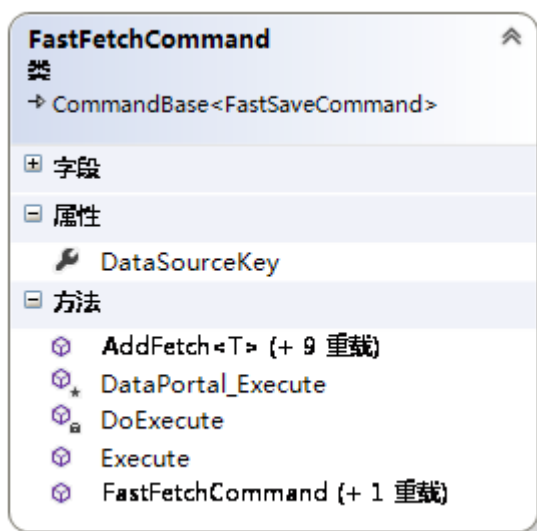 FastFetchCommand
类
CommandBase<FastSaveCommand>
字段
属性
DataSourceKey
方法
AddFetch<T> (+ 9 重载)
DataPortal_Execute
DoExecute
Execute
FastFetchCommand (+ 1 重载)